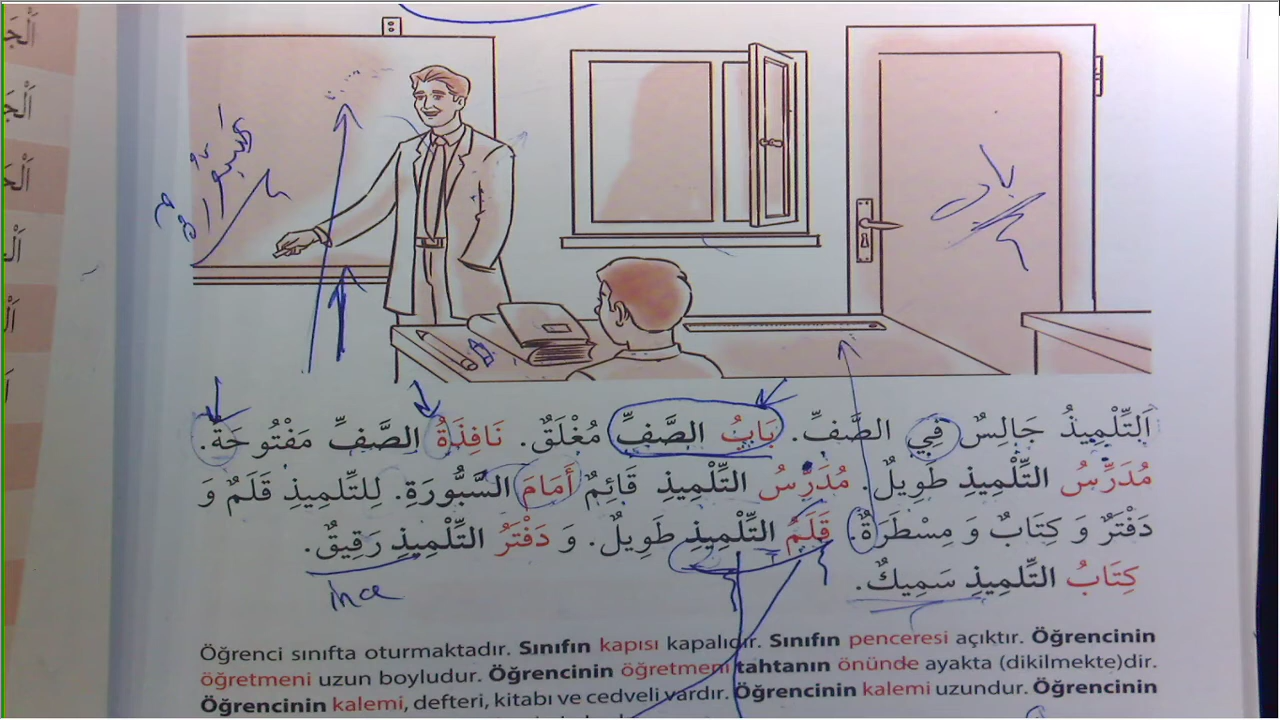 اَلتِّلْمِيذُ جَالِسٌ فِي الصَّفِّ. بَابُ الصَّفِّ مُغْلَقٌ. نَافِذَةُ الصَّفِّ مَفْتُوحَةٌ.
مُدَرِّسُ التِّلْمِيذِ طَوِيلٌ. مُدَرِّسُ التِّلْمِيذِ قَائِمٌ أَمَامَ السَّبُّورَةِ. لِلتِّلْمِيذِ قَلَمٌ وَ
دَفْتَرٌ وَ كِتَابٌ وَ مِسْطَرَةٌ. قَلَمُ التِّلْمِيذِ طَوِيلٌ. وَ دَفْتَرُ التِّلْمِيذِ رَقِيقٌ.
ince
كِتَابُ التِّلْمِيذِ سَمِيكٌ.
Öğrenci sınıfta oturmaktadır. Sınıfın kapısı kapalıdır. Sınıfın penceresi açıktır. Öğrencinin
öğretmeni uzun boyludur. Öğrencinin öğretmeni tahtanın önünde ayakta (dikilmekte)dir.
Öğrencinin kalemi, defteri, kitabı ve cedveli vardır. Öğrencinin kalemi uzundur. Öğrencinin